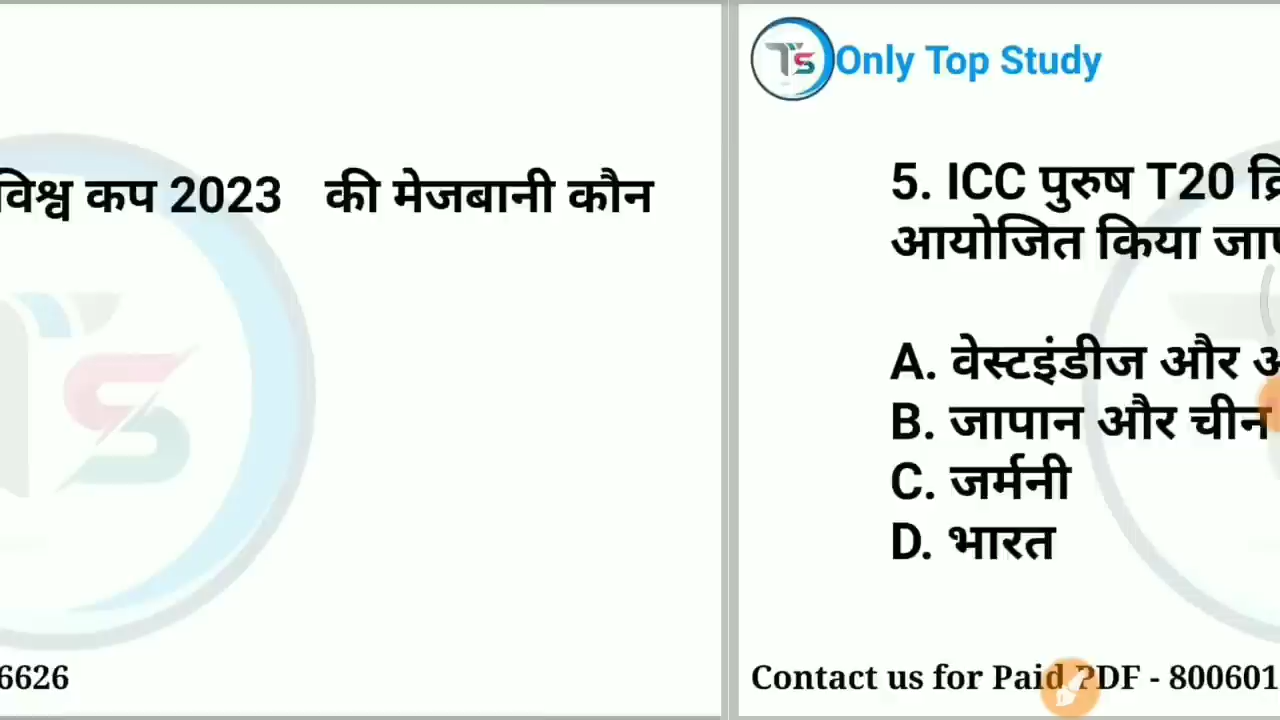 विश्व कप 2023 की मेजबानी कौन
6626
TS Only Top Study
5. ICC पुरुष T20
आयोजित किया
A. वेस्टइंडीज और
B. जापान और चीन
C. जर्मनी
D. भारत
Contact us for Paid PDF - 800601